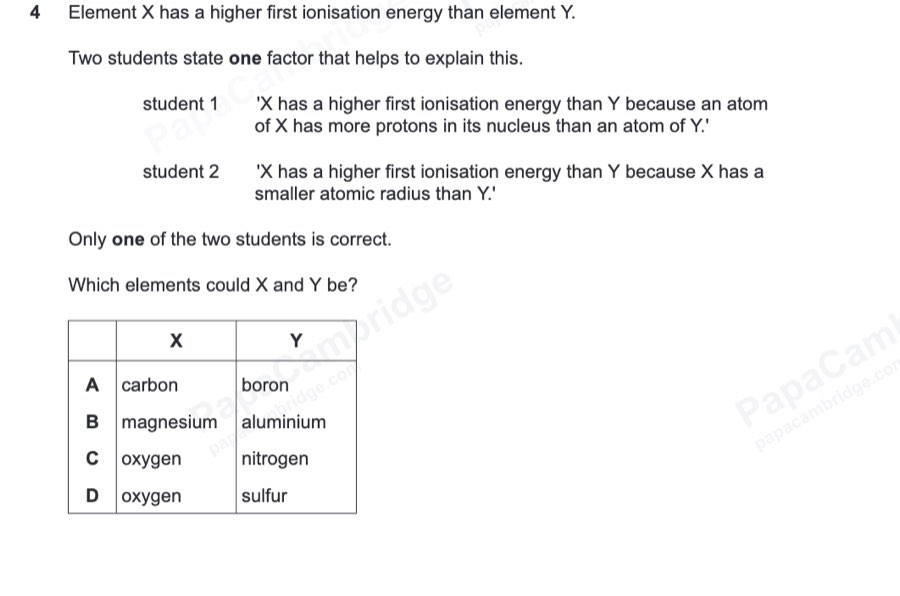 4 Element X has a higher first ionisation energy than element Y.
Two students state one factor that helps to explain this.
student 1 'X has a higher first ionisation energy than Y because an atom
of X has more protons in its nucleus than an atom of Y.'
student 2 'X has a higher first ionisation energy than Y because X has a
smaller atomic radius than Y.'
Only one of the two students is correct.
Which elements could X and Y be?
X Y
A carbon boron
B magnesium aluminium
C oxygen nitrogen
D oxygen sulfur
PapaCambridge
papacambridge.com
PapaCam
papacambridge.com